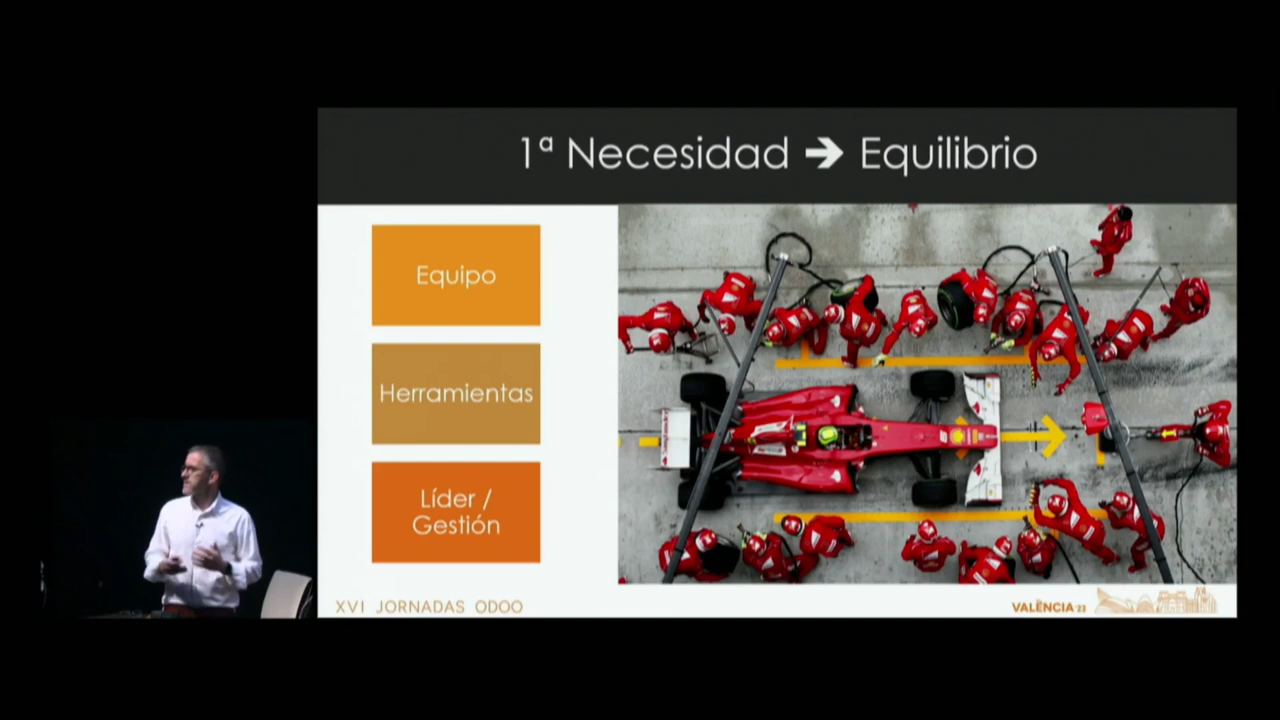 1ª Necesidad ➔ Equilibrio
Equipo
Herramientas
Líder /
Gestión
XVI JORNADAS ODOO
VALÈNCIA'23